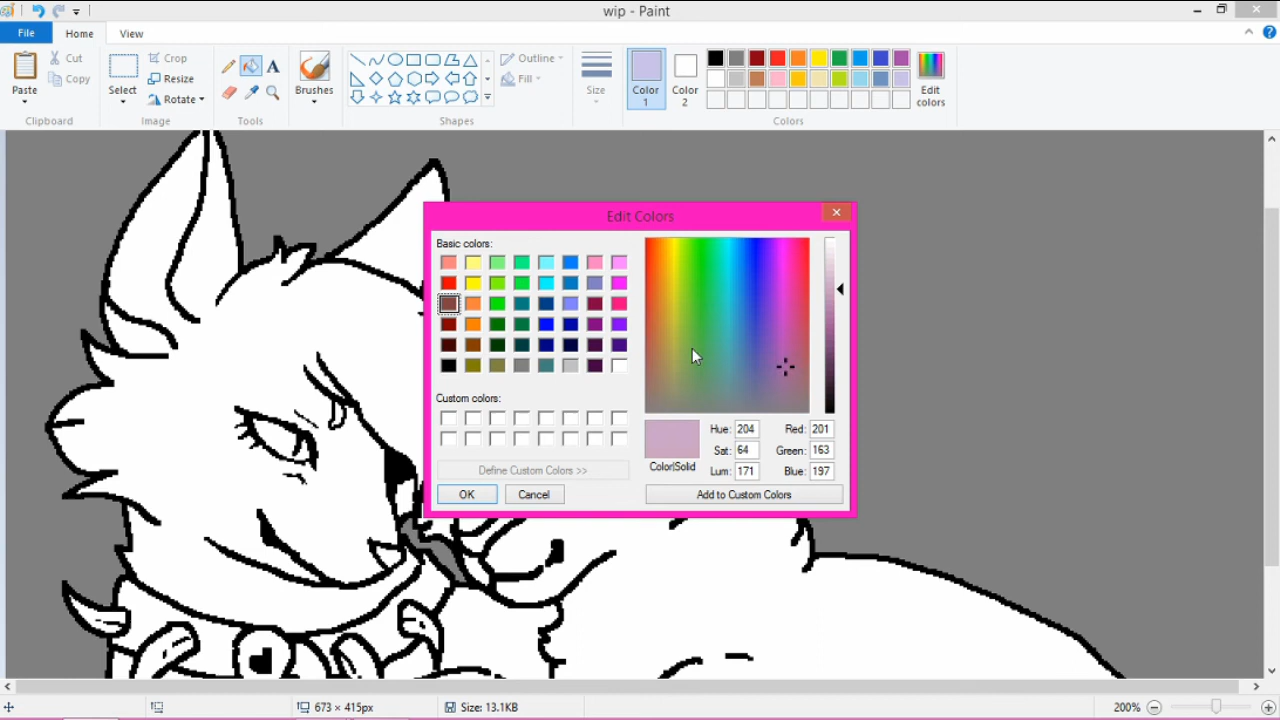 wip - Paint
File Home View
Paste
Cut
Copy
Clipboard
Select
Crop
Resize
Rotate
Image
Tools
Brushes
Shapes
Outline
Fill
Size
Color 1
Color 2
Edit colors
Colors
Edit Colors
Basic colors:
Custom colors:
Define Custom Colors >>
OK Cancel
Color|Solid
Hue: 204 Red: 201
Sat: 64 Green: 163
Lum: 171 Blue: 197
Add to Custom Colors
673 × 415px Size: 13.1KB 200%